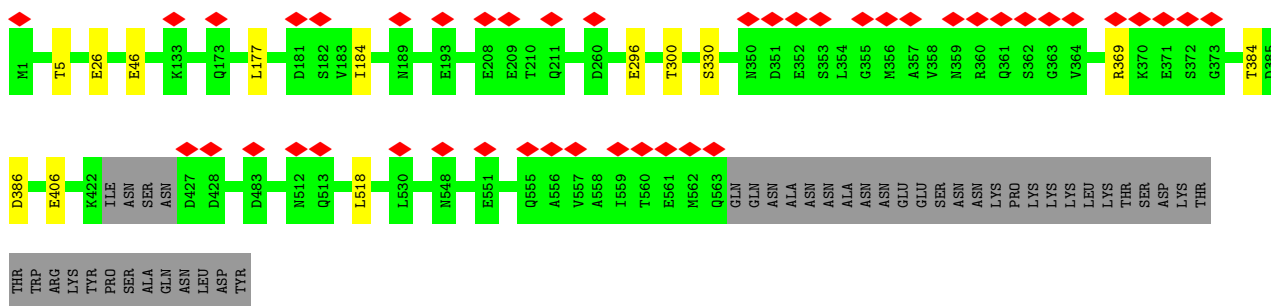 M1 T5 E26 E46 K133 Q173 L177 D181 S182 V183 I184 N189 E193 E208 E209 T210 Q211 D260 E296 T300 S330 N350 D351 E352 S353 L354 G355 M356 A357 V358 N359 R360 Q361 S362 G363 V364 R369 K370 E371 S372 G373 T384 D385
D386 E406 K422 ILE ASN SER ASN D427 D428 D483 N512 Q513 L518 L530 N548 E551 Q555 A556 V557 A558 I559 T560 E561 M562 Q563 GLN GLN ASN ALA ASN ASN ALA ASN ASN GLU GLU SER ASN ASN LYS PRO LYS LYS LYS LEU LYS THR SER ASP LYS THR
THR TRP ARG LYS TYR PRO SER ALA GLN ASN LEU ASP TYR